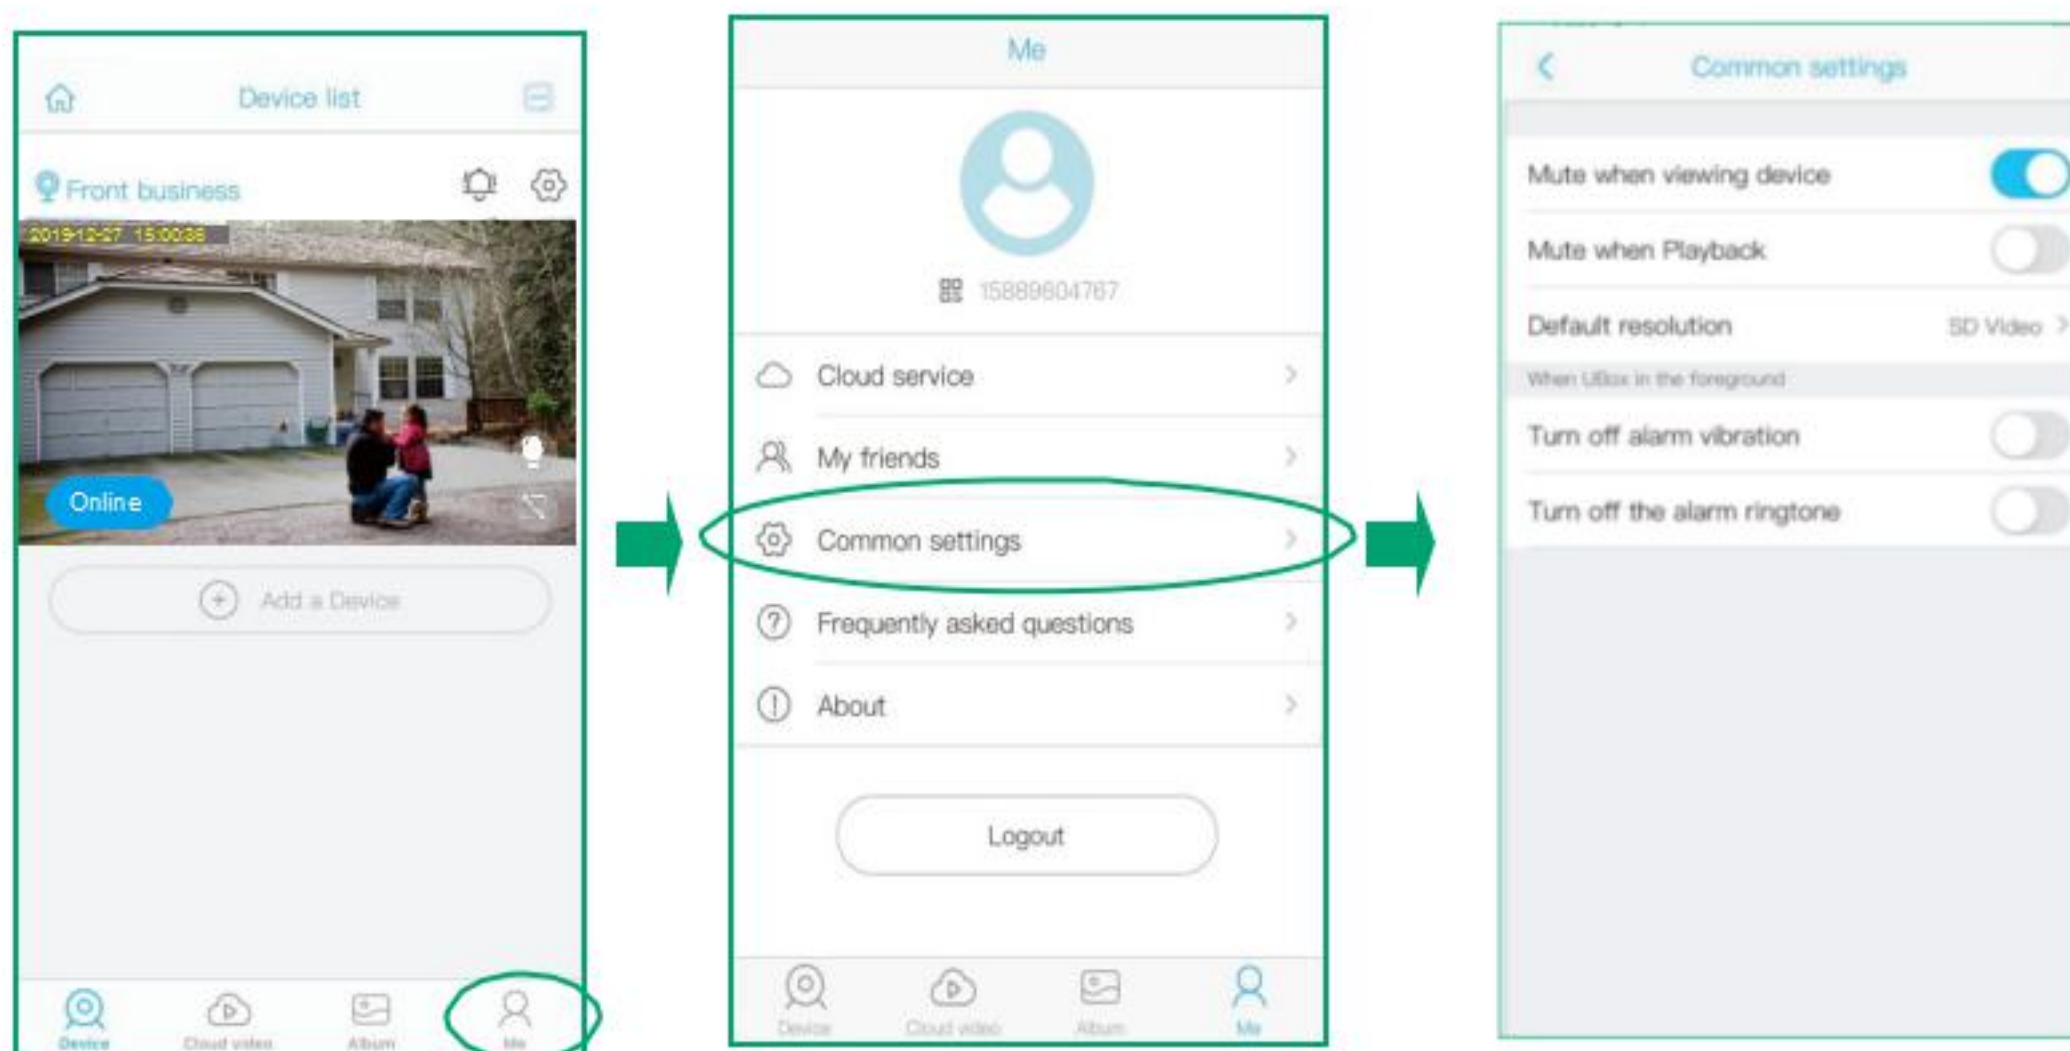 Device list
Front business
2019-12-27 15:00:36
Online
Add a Device
Device
Cloud video
Album
Me
Me
15889604767
Cloud service
My friends
Common settings
Frequently asked questions
About
Logout
Device
Cloud video
Album
Me
Common settings
Mute when viewing device
Mute when Playback
Default resolution SD Video
When UBox in the foreground
Turn off alarm vibration
Turn off the alarm ringtone